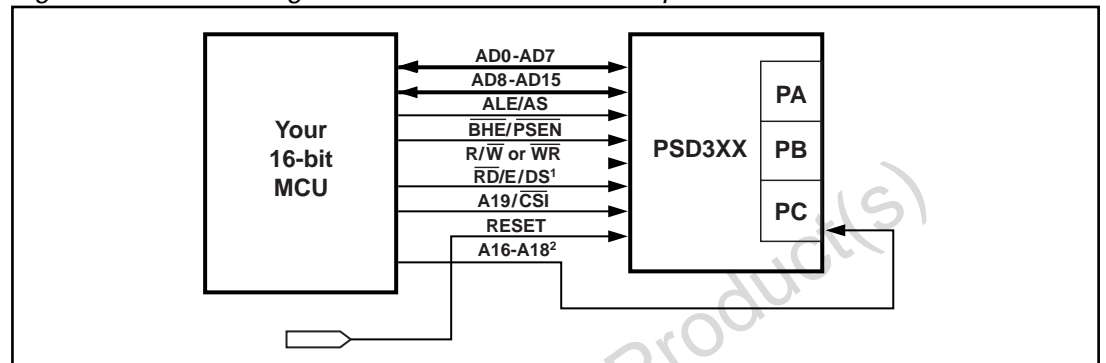 Your
16-bit
MCU
AD0-AD7
AD8-AD15
ALE/AS
BHE/PSEN
R/W or WR
RD/E/DS¹
A19/CSI
RESET
A16-A18²
PSD3XX
PA
PB
PC
Product(s)